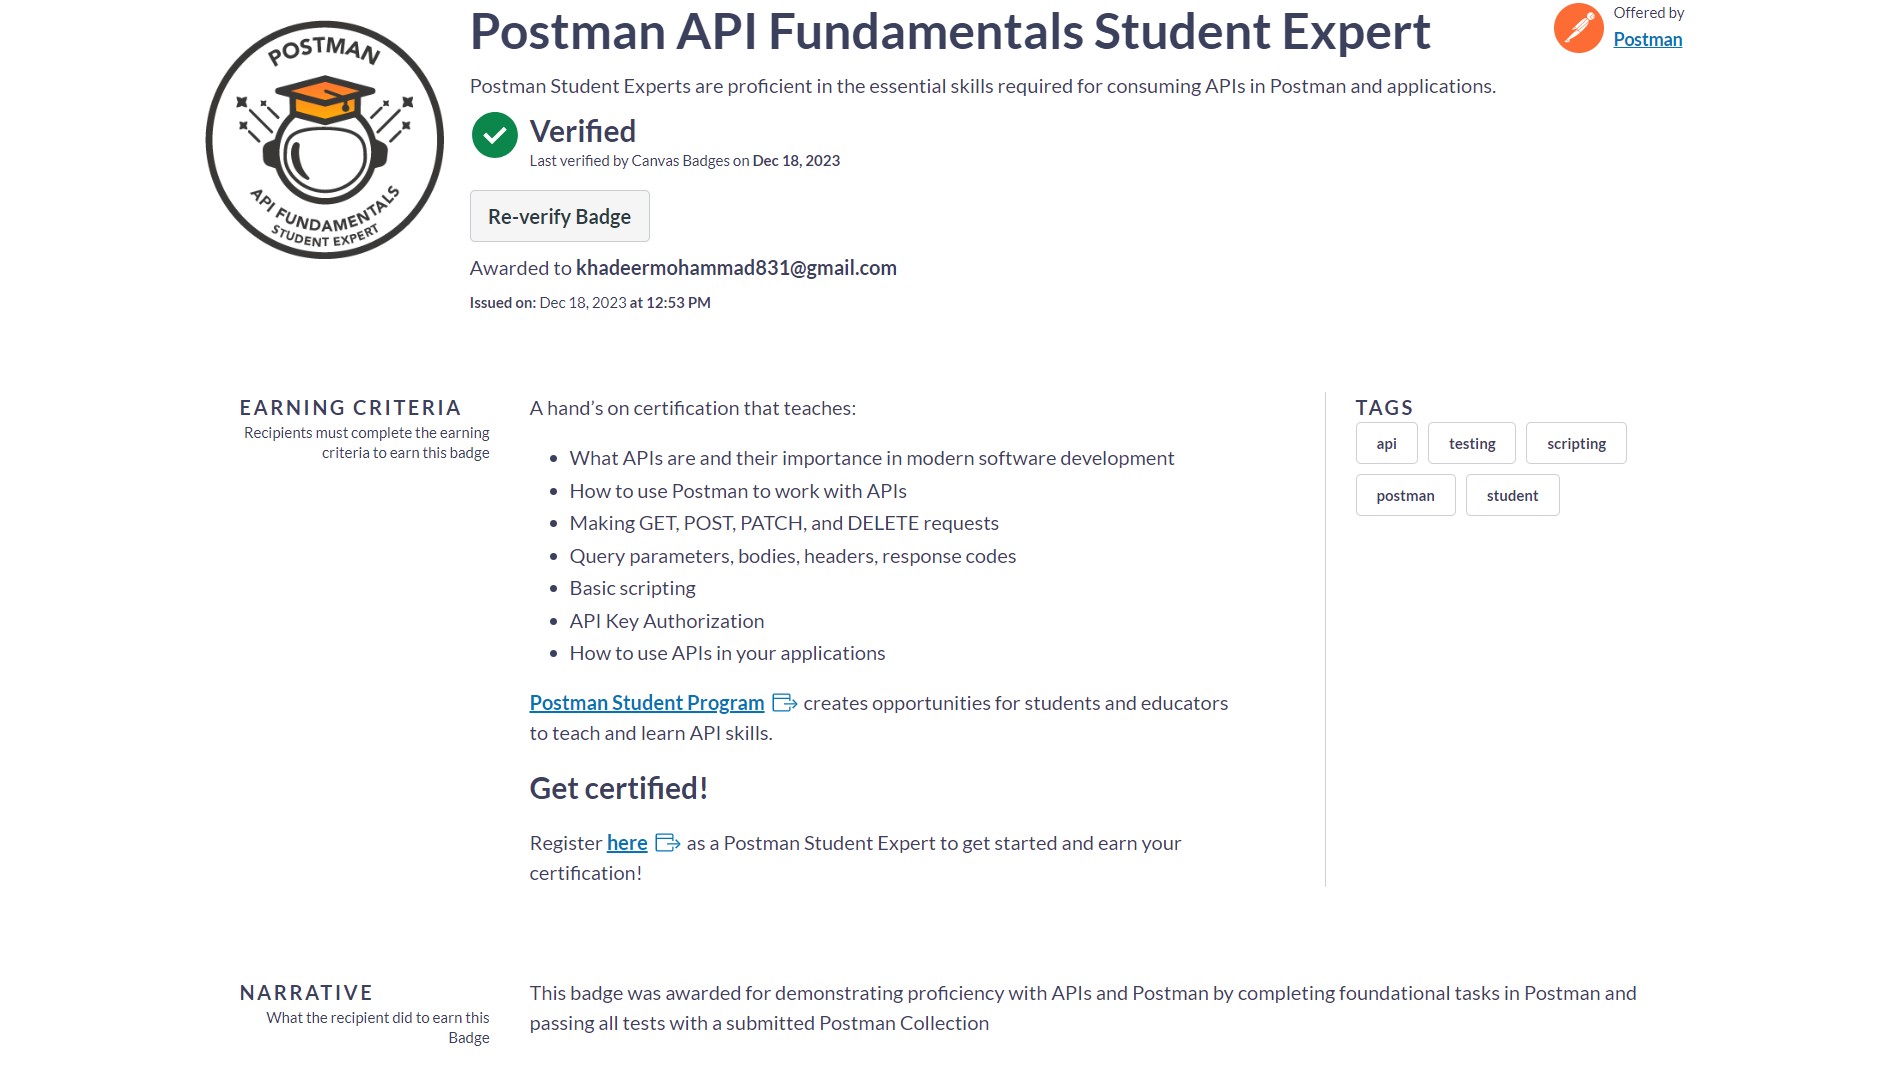 POSTMAN
API FUNDAMENTALS
STUDENT EXPERT
Postman API Fundamentals Student Expert
Offered by
Postman
Postman Student Experts are proficient in the essential skills required for consuming APIs in Postman and applications.
Verified
Last verified by Canvas Badges on Dec 18, 2023
Re-verify Badge
Awarded to khadeermohammad831@gmail.com
Issued on: Dec 18, 2023 at 12:53 PM
EARNING CRITERIA
Recipients must complete the earning
criteria to earn this badge
A hand’s on certification that teaches:
• What APIs are and their importance in modern software development
• How to use Postman to work with APIs
• Making GET, POST, PATCH, and DELETE requests
• Query parameters, bodies, headers, response codes
• Basic scripting
• API Key Authorization
• How to use APIs in your applications
Postman Student Program creates opportunities for students and educators
to teach and learn API skills.
Get certified!
Register here as a Postman Student Expert to get started and earn your
certification!
TAGS
api testing scripting
postman student
NARRATIVE
What the recipient did to earn this
Badge
This badge was awarded for demonstrating proficiency with APIs and Postman by completing foundational tasks in Postman and
passing all tests with a submitted Postman Collection